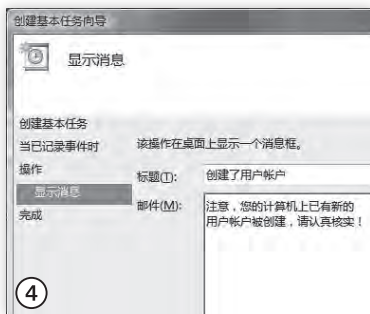 创建基本任务向导
显示消息
创建基本任务
当已记录事件时
该操作在桌面上显示一个消息框。
操作
标题(T):
创建了用户帐户
显示消息
邮件(M):
注意，您的计算机上已有新的
用户帐户被创建，请认真核实！
完成
④